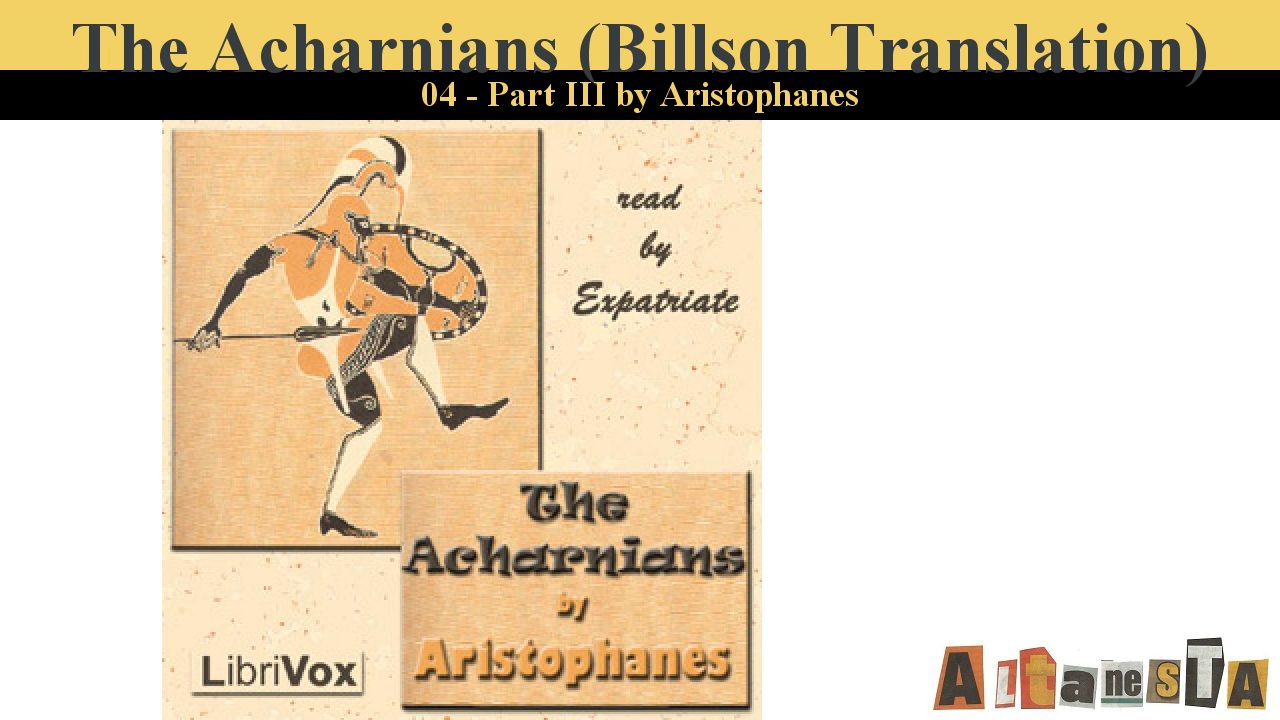 The Acharnians (Billson Translation)
04 - Part III by Aristophanes
read
by
Expatriate
The
Acharnians
by
Aristophanes
LibriVox
AltanesTA